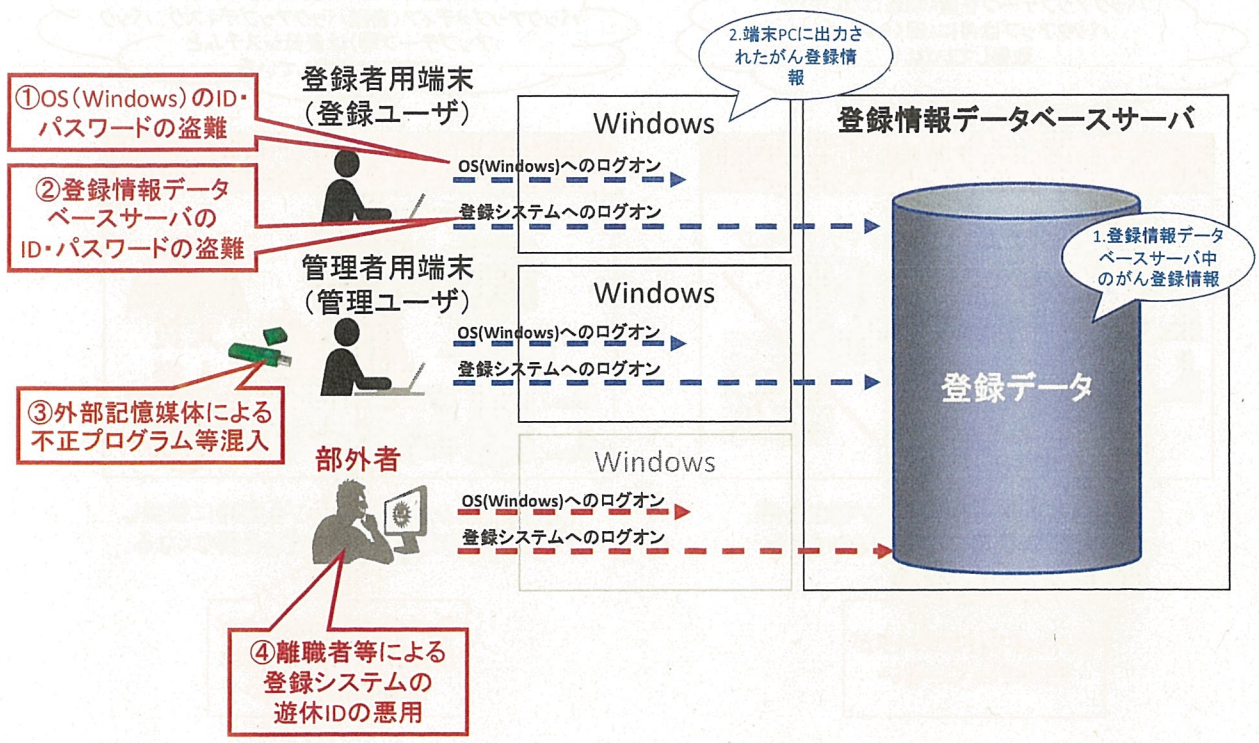 2.端末PCに出力
されたがん登録情
報
登録者用端末
（登録ユーザ）
①OS（Windows）のID・
パスワードの盗難
Windows
登録情報データベースサーバ
OS(Windows)へのログオン
②登録情報データ
ベースサーバの
ID・パスワードの盗難
登録システムへのログオン
1.登録情報データ
ベースサーバ中
のがん登録情報
管理者用端末
（管理ユーザ）
Windows
OS(Windows)へのログオン
登録システムへのログオン
登録データ
③外部記憶媒体による
不正プログラム等混入
部外者
Windows
OS(Windows)へのログオン
登録システムへのログオン
④離職者等による
登録システムの
遊休IDの悪用